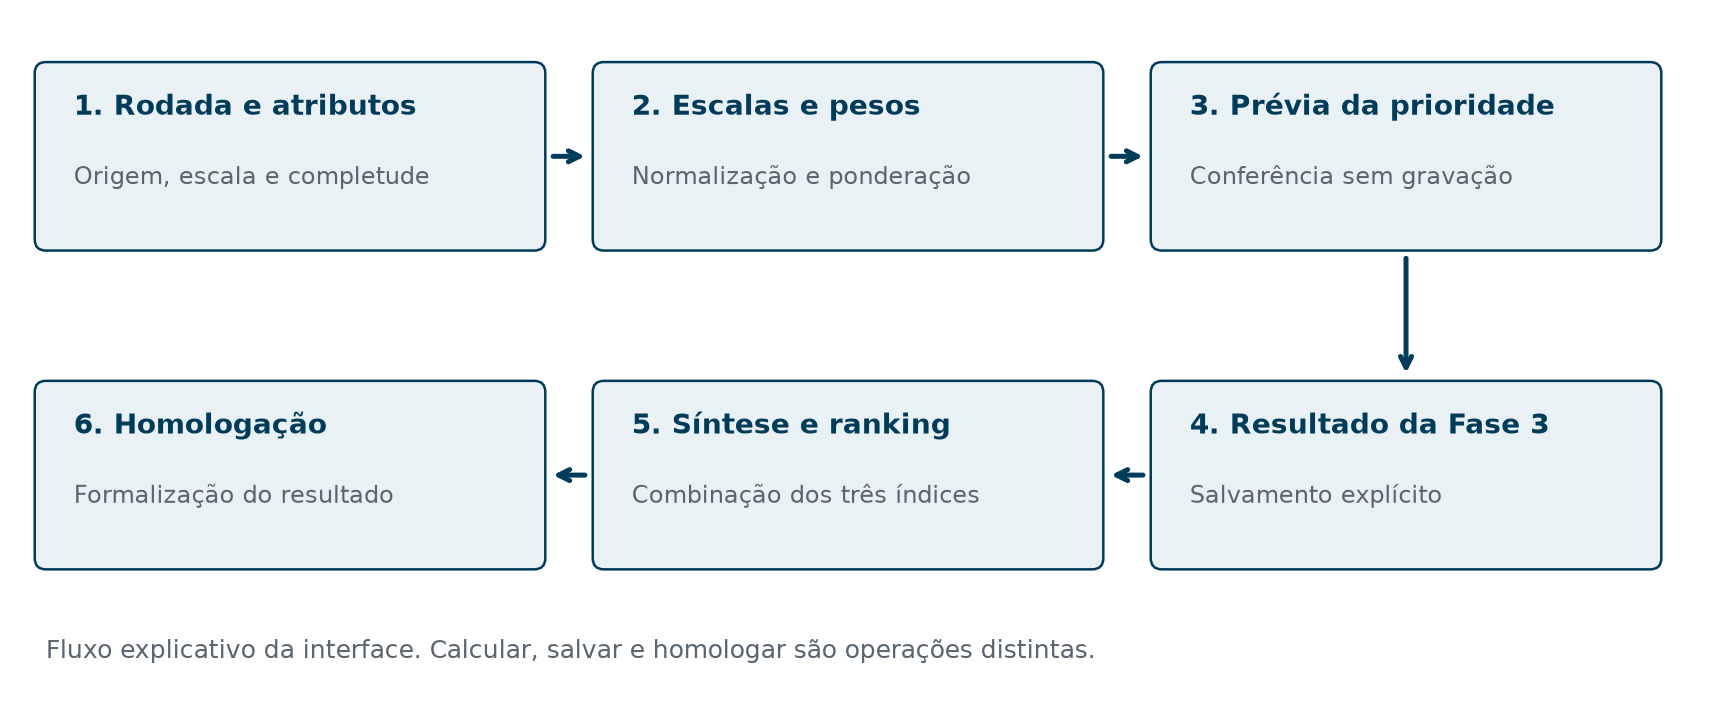 1. Rodada e atributos
Origem, escala e completude
2. Escalas e pesos
Normalização e ponderação
3. Prévia da prioridade
Conferência sem gravação
4. Resultado da Fase 3
Salvamento explícito
5. Síntese e ranking
Combinação dos três índices
6. Homologação
Formalização do resultado
Fluxo explicativo da interface. Calcular, salvar e homologar são operações distintas.